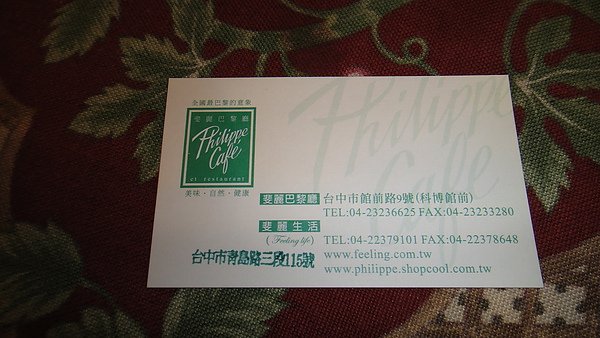 全國最巴黎的意象
斐麗巴黎廳
Philippe
Café
et restaurant
美味·自然·健康
Philippe
Café
斐麗巴黎廳 台中市館前路9號(科博館前)
TEL:04-23236625 FAX:04-23233280
斐麗生活
(Feeling life) TEL:04-22379101 FAX:04-22378648
台中市青島路三段115號 www.feeling.com.tw
www.philippe.shopcool.com.tw